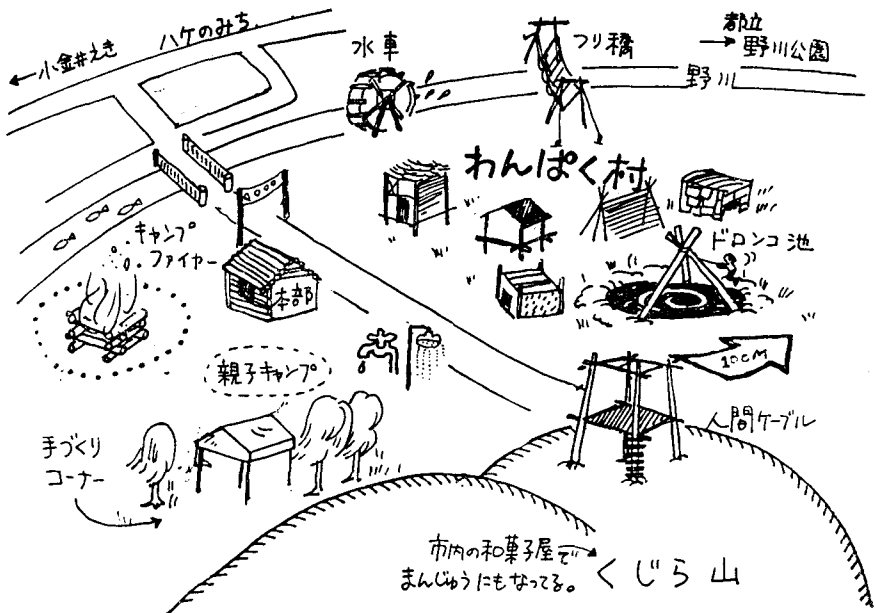 都立
野川公園
ハケのみち
←小金井えき
水車
つり橋
野川
わんぱく村
キャンプ
ファイヤー
ドロンコ池
本部
10CM
親子キャンプ
人間ケーブル
手づくり
コーナー
市内の和菓子屋で
まんじゅうにもなってる。
くじら山